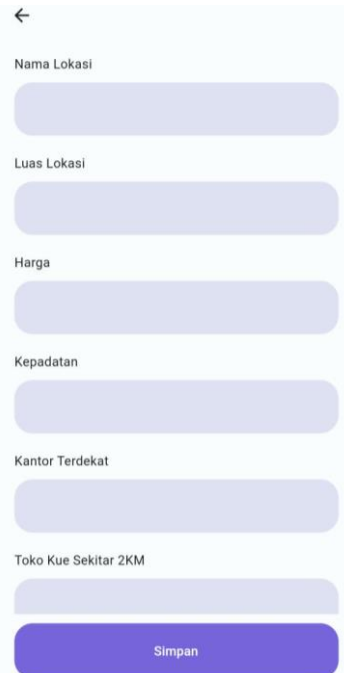 Nama Lokasi
Luas Lokasi
Harga
Kepadatan
Kantor Terdekat
Toko Kue Sekitar 2KM
Simpan